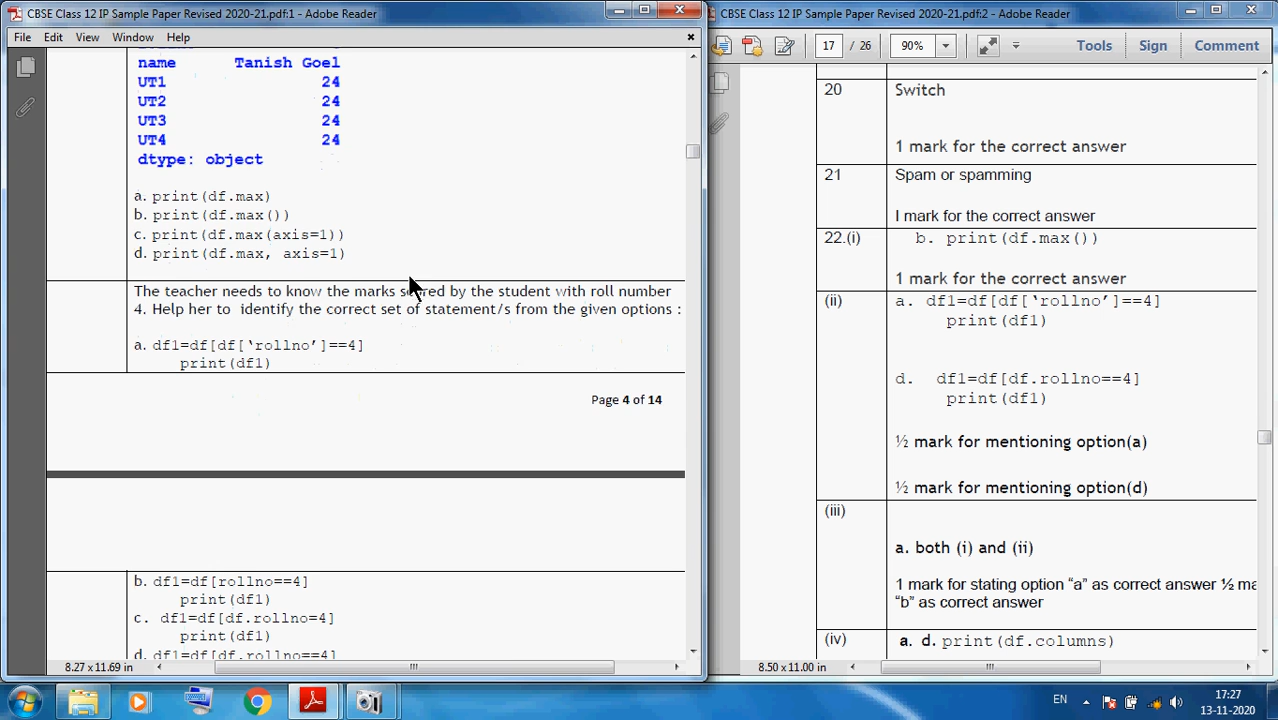 CBSE Class 12 IP Sample Paper Revised 2020-21.pdf:1 - Adobe Reader
File Edit View Window Help
name Tanish Goel
UT1 24
UT2 24
UT3 24
UT4 24
dtype: object
a. print(df.max)
b. print(df.max())
c. print(df.max(axis=1))
d. print(df.max, axis=1)
The teacher needs to know the marks scored by the student with roll number
4. Help her to identify the correct set of statement/s from the given options :
a. df1=df[df[‘rollno’]==4]
print(df1)
Page 4 of 14
b. df1=df[rollno==4]
print(df1)
c. df1=df[df.rollno=4]
print(df1)
d. df1=df[df.rollno==4]
8.27 x 11.69 in
CBSE Class 12 IP Sample Paper Revised 2020-21.pdf:2 - Adobe Reader
17 / 26 90% Tools Sign Comment
20 Switch
1 mark for the correct answer
21 Spam or spamming
I mark for the correct answer
22.(i) b. print(df.max())
1 mark for the correct answer
(ii) a. df1=df[df[‘rollno’]==4]
print(df1)
d. df1=df[df.rollno==4]
print(df1)
½ mark for mentioning option(a)
½ mark for mentioning option(d)
(iii)
a. both (i) and (ii)
1 mark for stating option “a” as correct answer ½ ma
“b” as correct answer
(iv) a. d. print(df.columns)
8.50 x 11.00 in
EN
17:27
13-11-2020